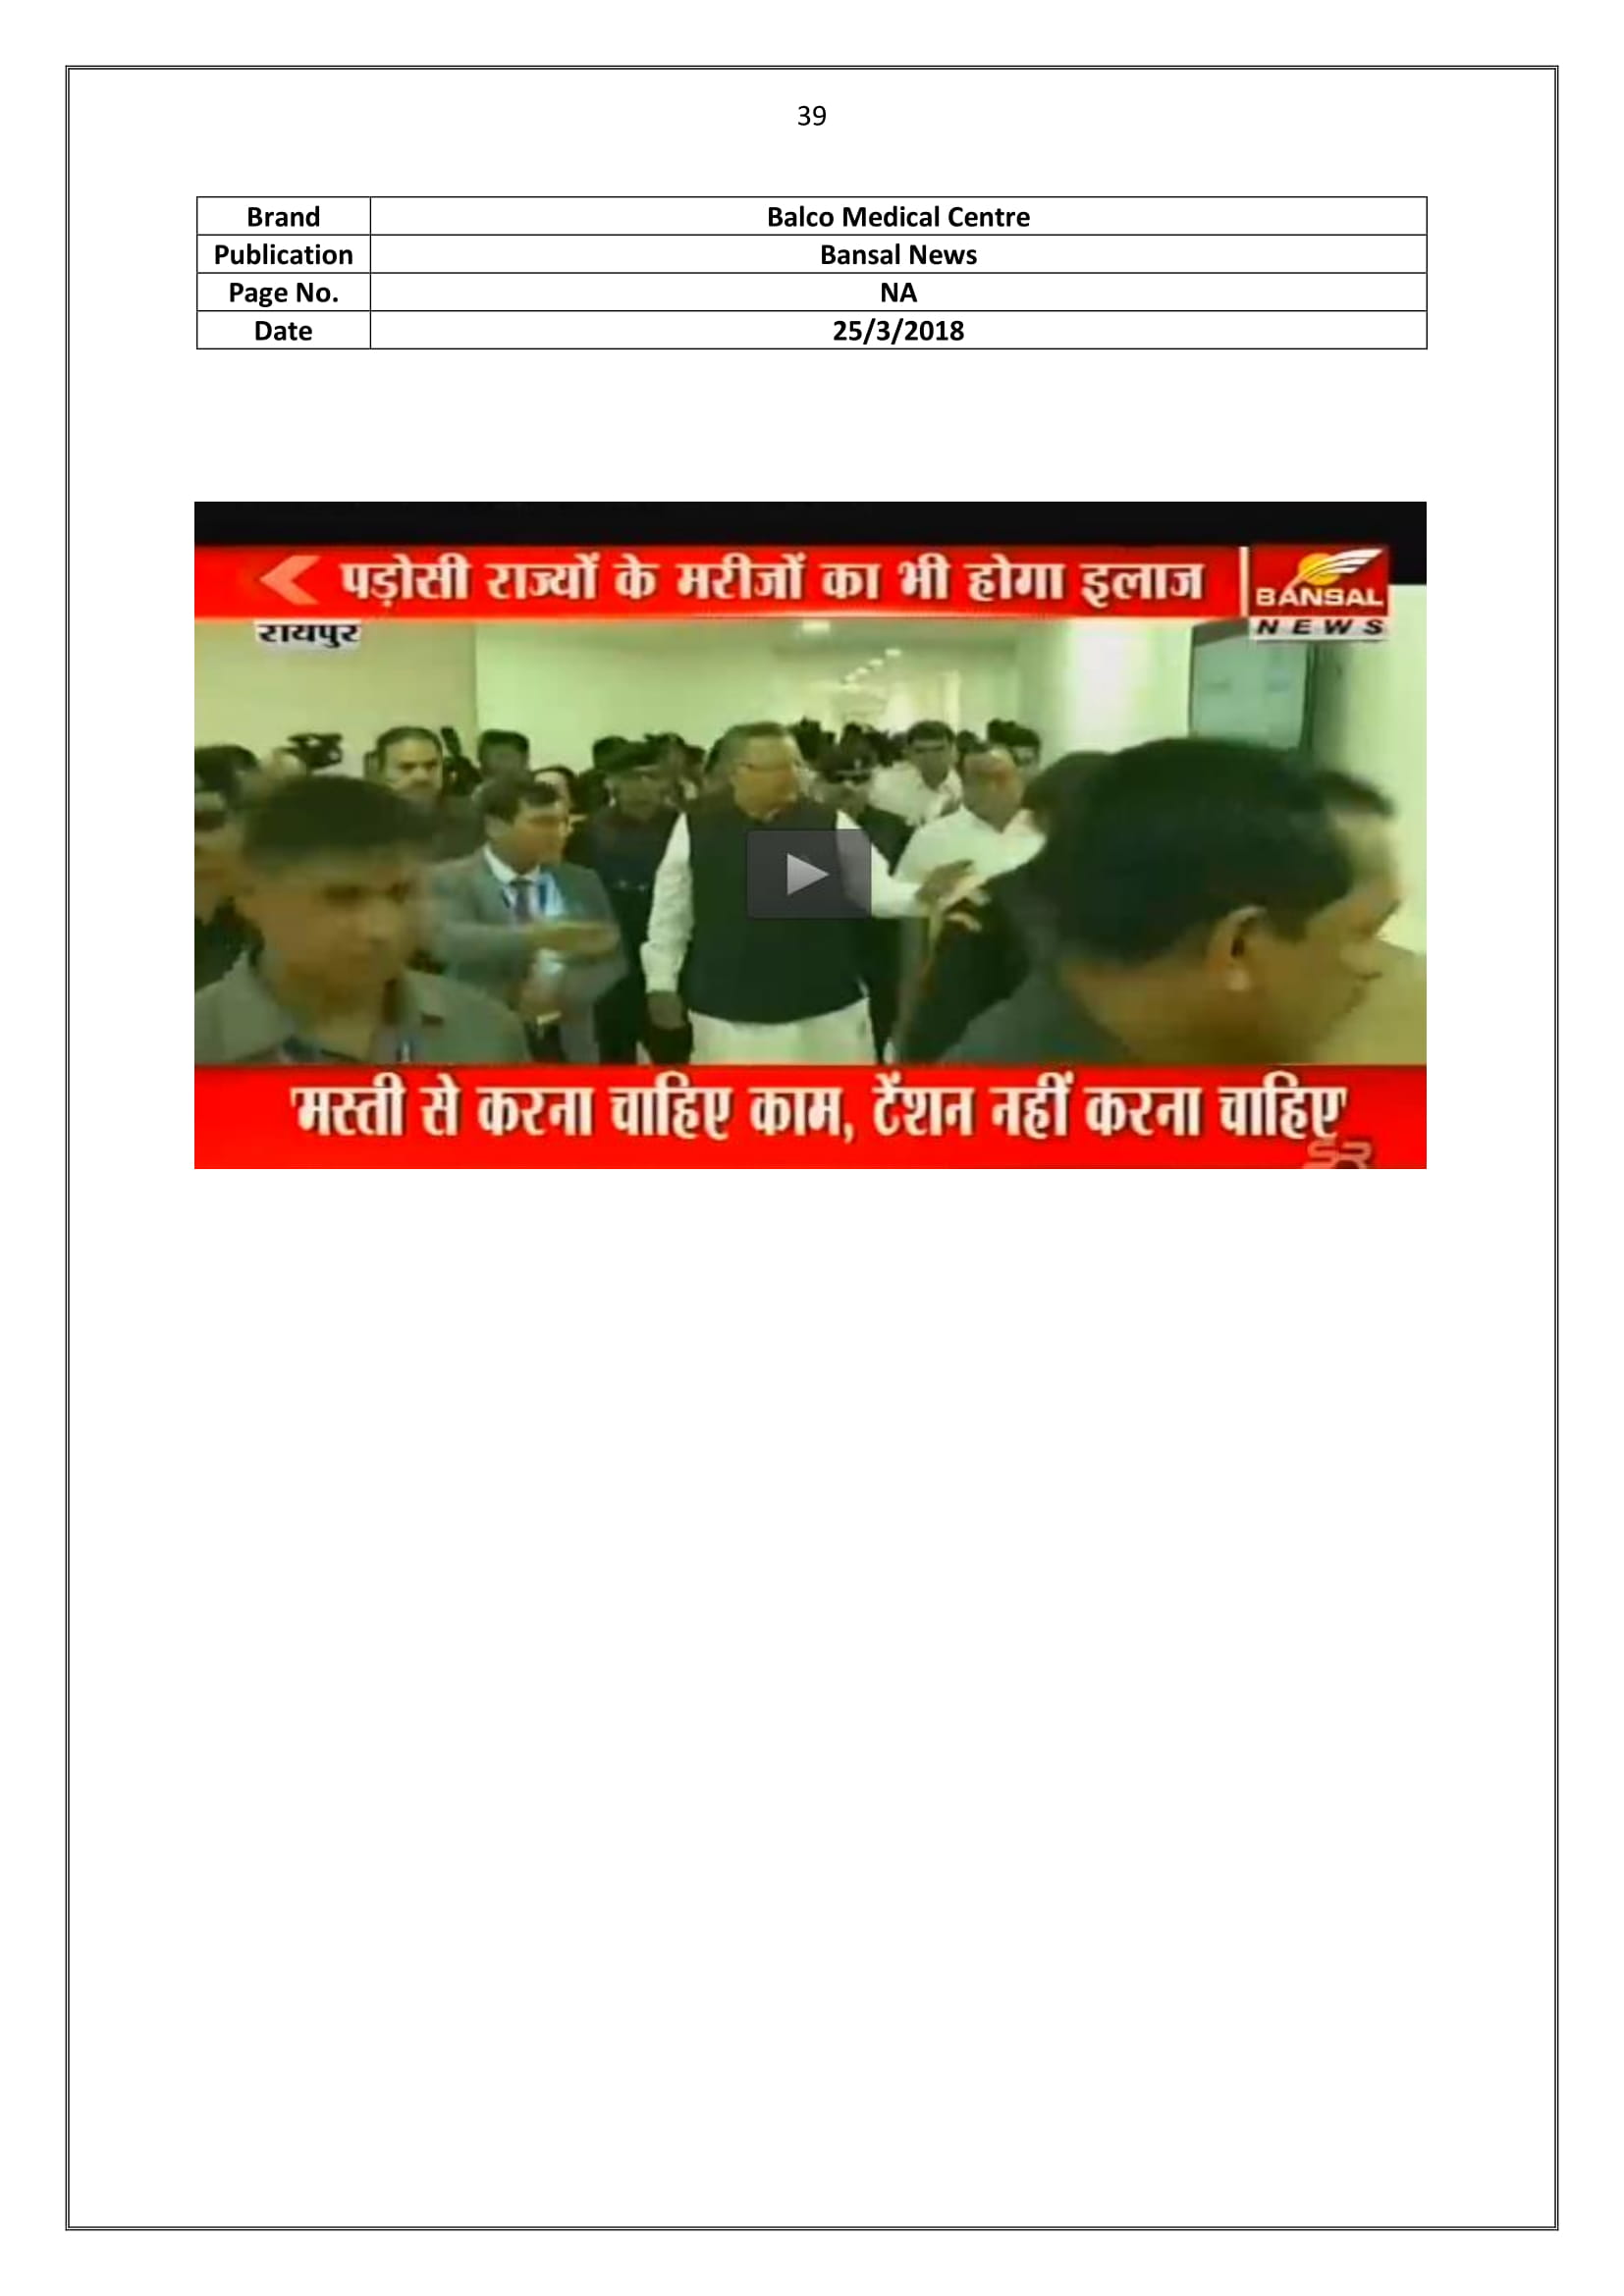 39
Brand Balco Medical Centre
Publication Bansal News
Page No. NA
Date 25/3/2018
पड़ोसी राज्यों के मरीजों का भी होगा इलाज
BANSAL
NEWS
रायपुर
'मस्ती से करना चाहिए काम, टेंशन नहीं करना चाहिए'